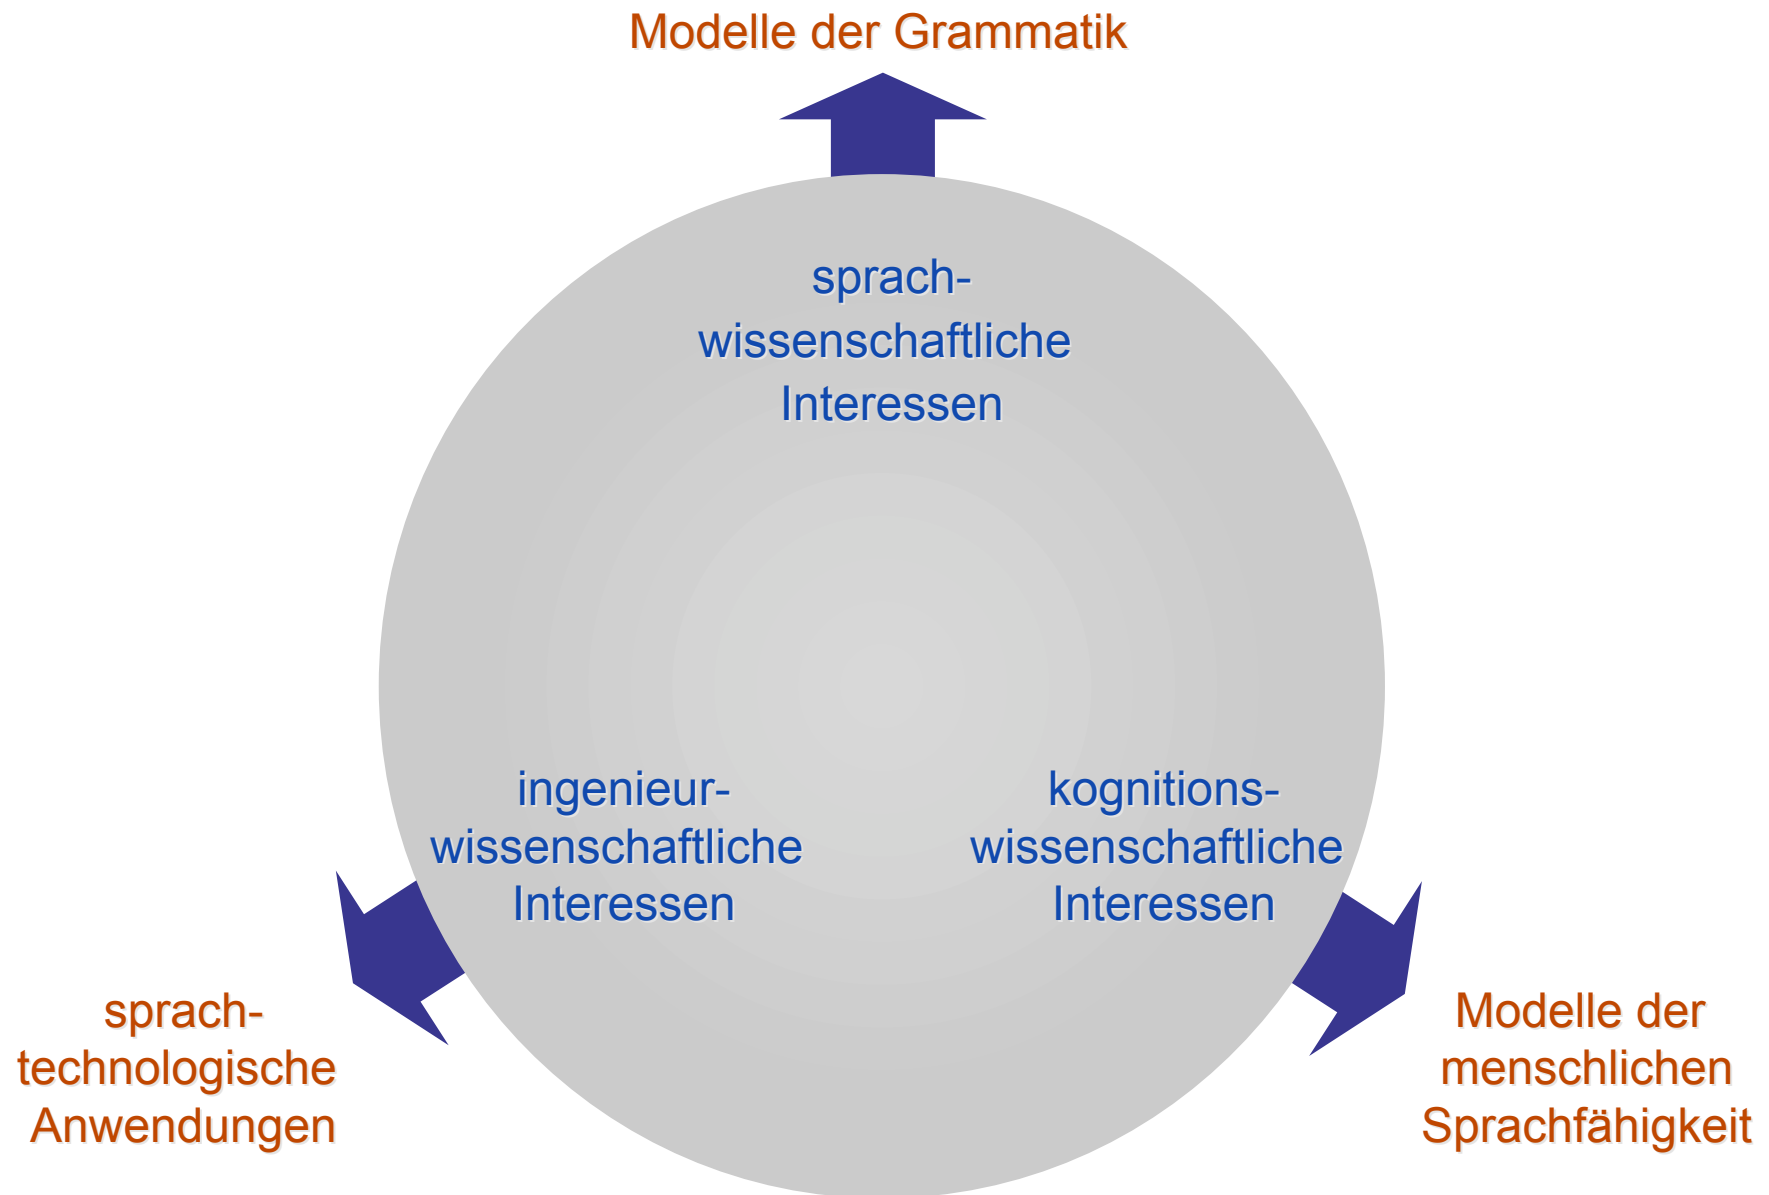 Modelle der Grammatik
sprach-
wissenschaftliche
Interessen
ingenieur-
wissenschaftliche
Interessen
kognitions-
wissenschaftliche
Interessen
sprach-
technologische
Anwendungen
Modelle der
menschlichen
Sprachfähigkeit